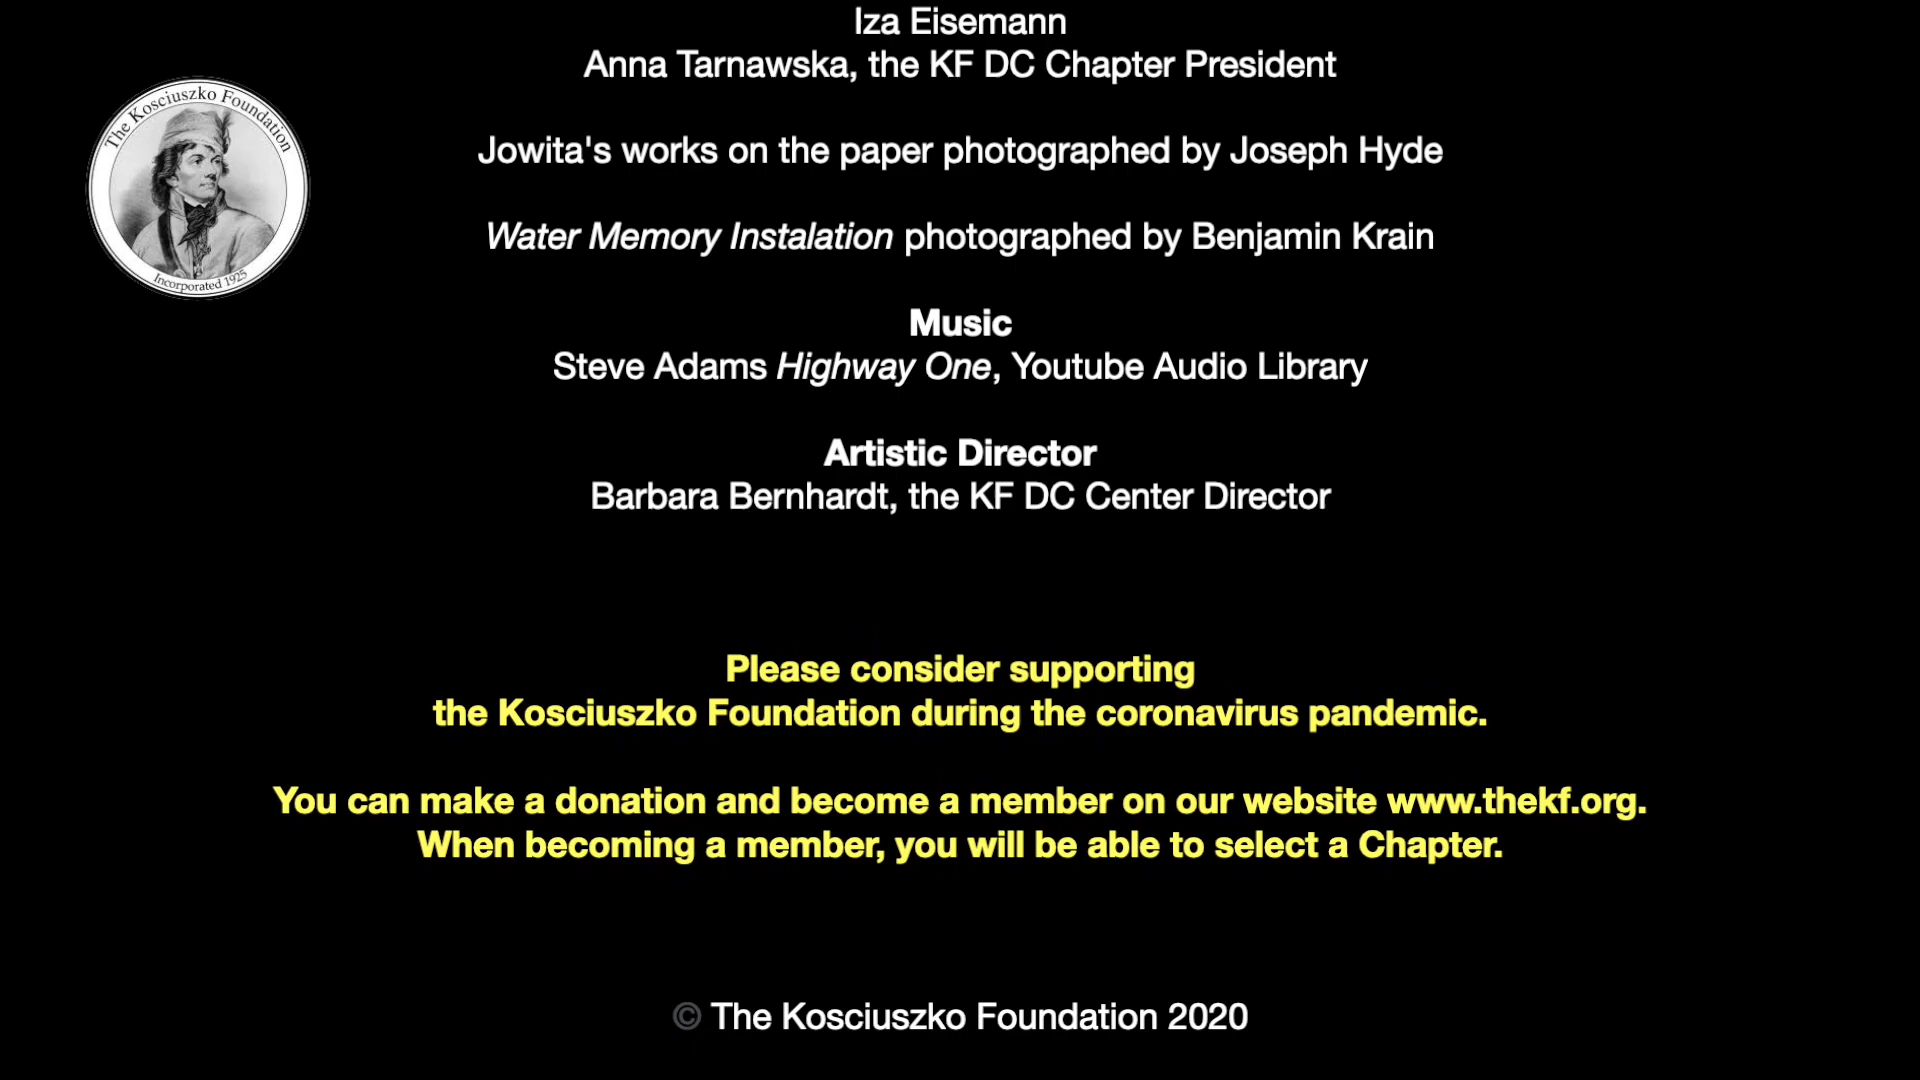 Iza Eisemann
Anna Tarnawska, the KF DC Chapter President
The Kosciuszko Foundation
Incorporated 1925
Jowita's works on the paper photographed by Joseph Hyde
Water Memory Instalation photographed by Benjamin Krain
Music
Steve Adams Highway One, Youtube Audio Library
Artistic Director
Barbara Bernhardt, the KF DC Center Director
Please consider supporting
the Kosciuszko Foundation during the coronavirus pandemic.
You can make a donation and become a member on our website www.thekf.org.
When becoming a member, you will be able to select a Chapter.
© The Kosciuszko Foundation 2020